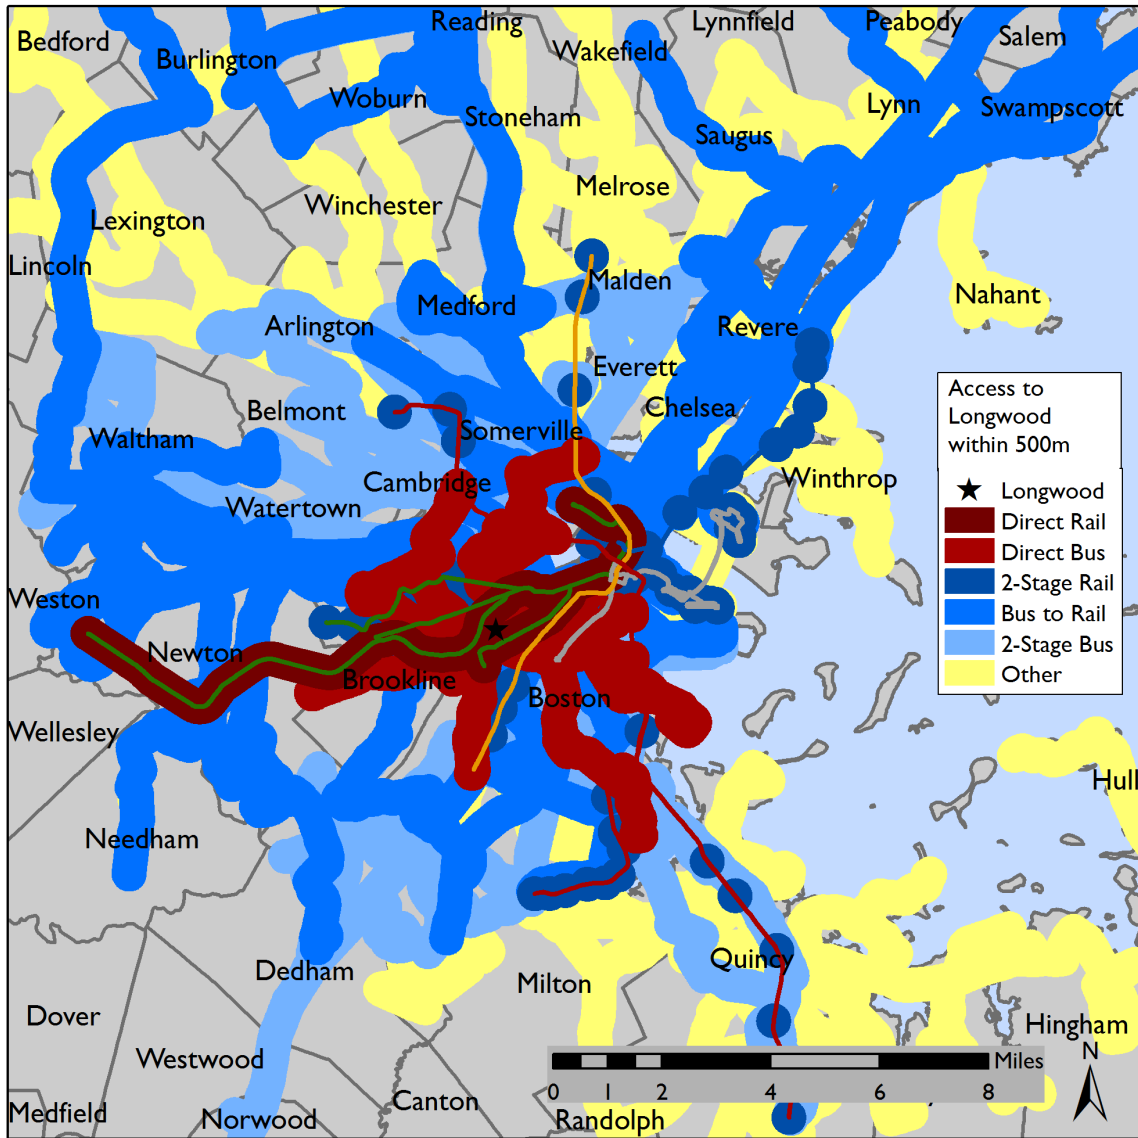 Reading
Lynnfield
Peabody
Bedford
Wakefield
Salem
Burlington
Woburn
Lynn
Swampscott
Stoneham
Saugus
Melrose
Winchester
Lexington
Lincoln
Malden
Nahant
Medford
Arlington
Revere
Everett
Chelsea
Belmont
Somerville
Waltham
Cambridge
Winthrop
Watertown
Access to
Longwood
within 500m
Longwood
Direct Rail
Direct Bus
2-Stage Rail
Bus to Rail
2-Stage Bus
Other
Weston
Newton
Brookline
Boston
Wellesley
Hull
Needham
Quincy
Dedham
Milton
Dover
Hingham
Westwood
N
Miles
0 1 2 4 6 8
Canton
Medfield
Norwood
Randolph